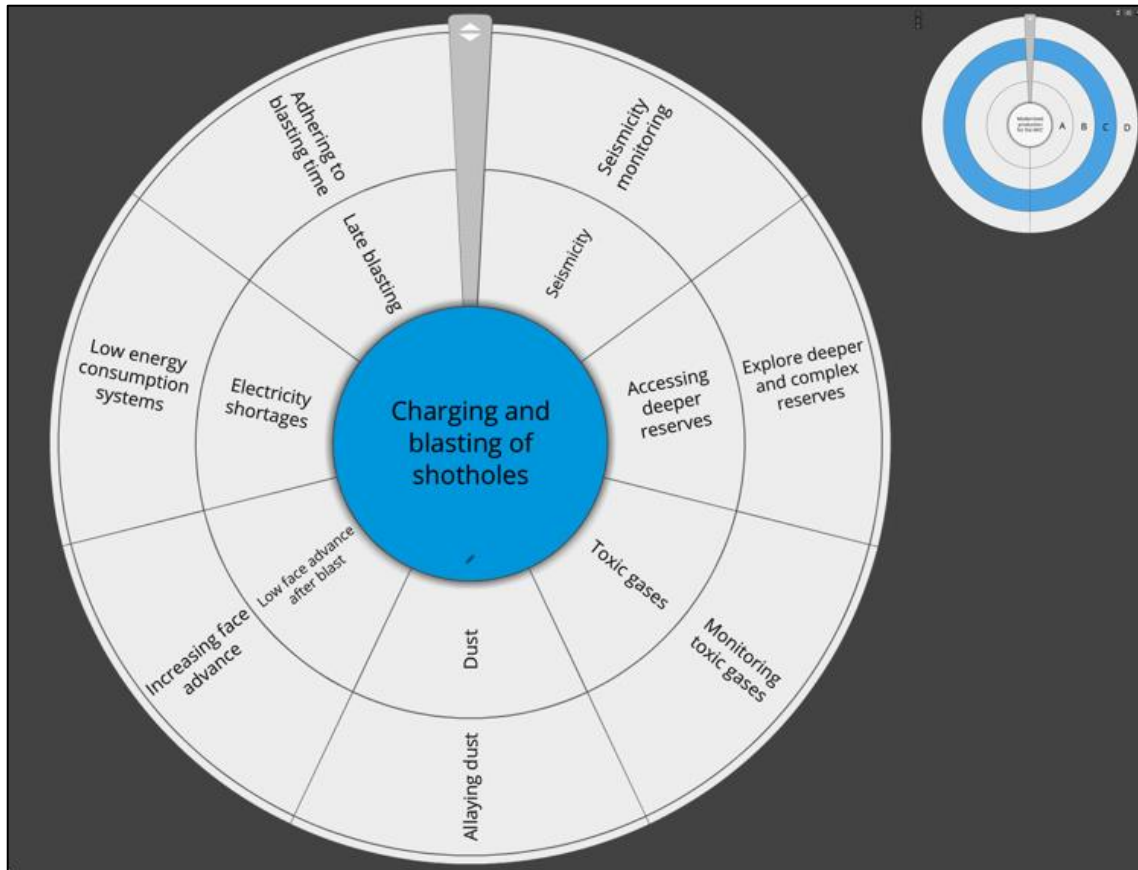 Adhering to
blasting time
Seismicity
monitoring
Late blasting
Seismicity
Low energy
consumption
systems
Electricity
shortages
Charging and
blasting of
shotholes
Accessing
deeper
reserves
Explore deeper
and complex
reserves
Low face advance
after blast
Toxic gases
Increasing face
advance
Dust
Monitoring
toxic gases
Allaying dust
A
B
C
D